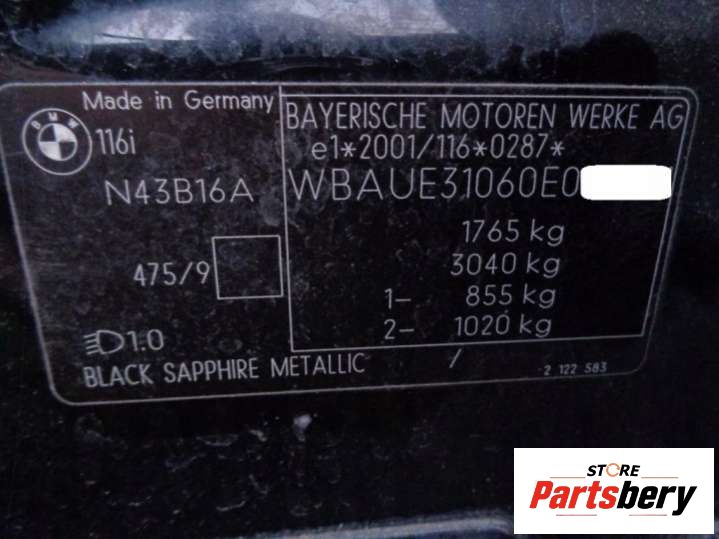 Made in Germany
BMW
116i
N43B16A
475/9
1.0
BLACK SAPPHIRE METALLIC /
BAYERISCHE MOTOREN WERKE AG
e1*2001/116*0287*
WBAUE31060E0
1765 kg
3040 kg
1- 855 kg
2- 1020 kg
2 122 583
STORE
Partsbery